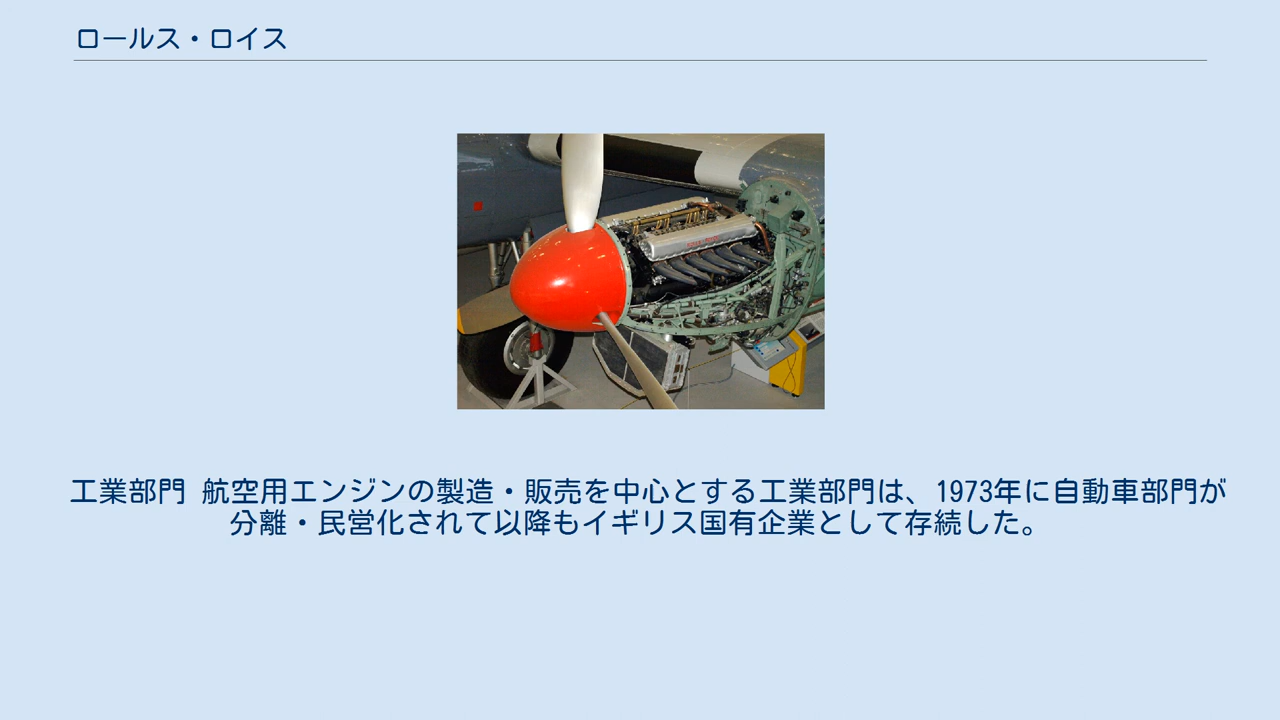 ロールス・ロイス
工業部門 航空用エンジンの製造・販売を中心とする工業部門は、1973年に自動車部門が
分離・民営化されて以降もイギリス国有企業として存続した。